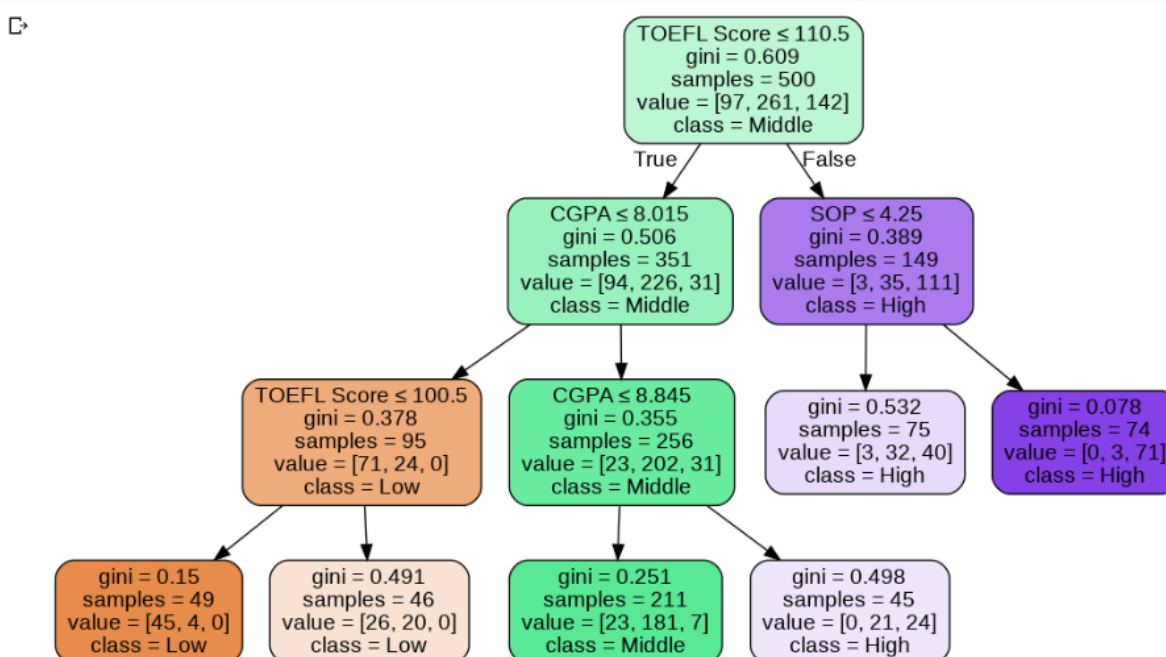 TOEFL Score ≤ 110.5
gini = 0.609
samples = 500
value = [97, 261, 142]
class = Middle
True
False
CGPA ≤ 8.015
gini = 0.506
samples = 351
value = [94, 226, 31]
class = Middle
SOP ≤ 4.25
gini = 0.389
samples = 149
value = [3, 35, 111]
class = High
TOEFL Score ≤ 100.5
gini = 0.378
samples = 95
value = [71, 24, 0]
class = Low
CGPA ≤ 8.845
gini = 0.355
samples = 256
value = [23, 202, 31]
class = Middle
gini = 0.532
samples = 75
value = [3, 32, 40]
class = High
gini = 0.078
samples = 74
value = [0, 3, 71]
class = High
gini = 0.15
samples = 49
value = [45, 4, 0]
class = Low
gini = 0.491
samples = 46
value = [26, 20, 0]
class = Low
gini = 0.251
samples = 211
value = [23, 181, 7]
class = Middle
gini = 0.498
samples = 45
value = [0, 21, 24]
class = High